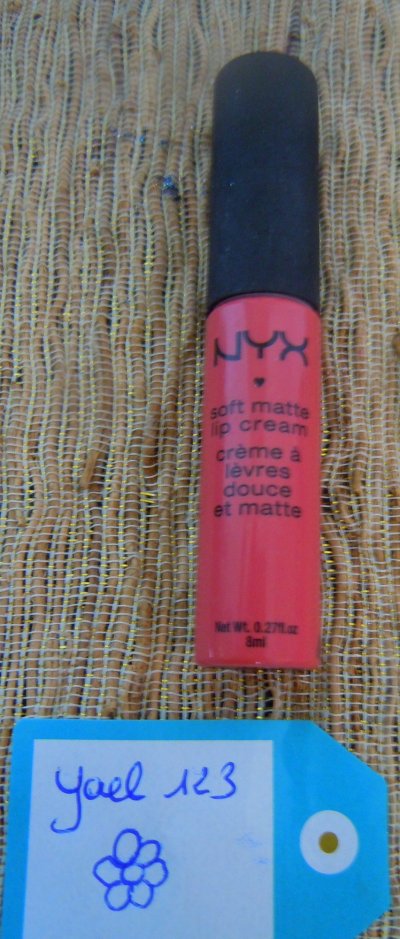 NYX
soft matte
lip cream
crème à
lèvres
douce
et matte
Net Wt. 0.27fl.oz
8ml
Yael 123